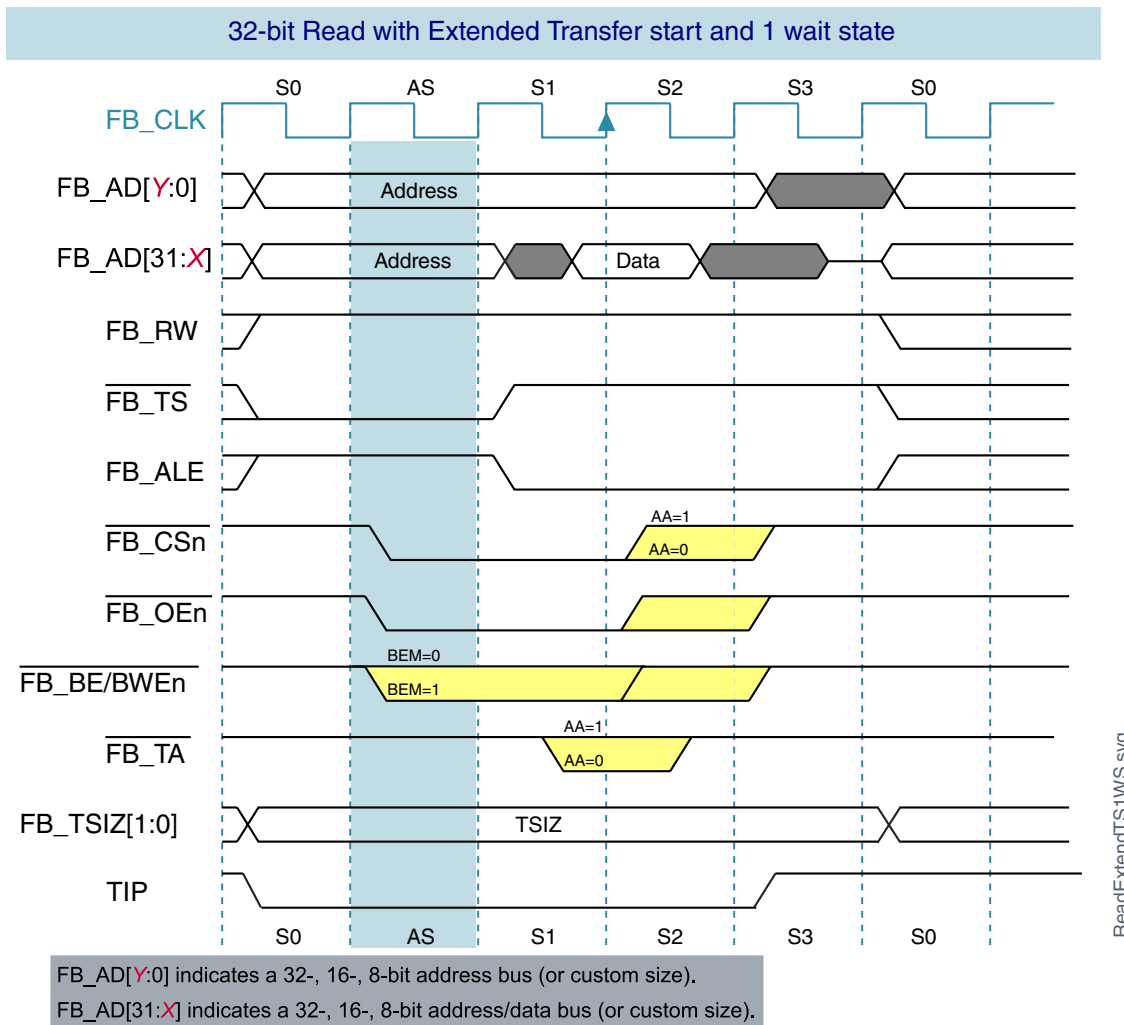 32-bit Read with Extended Transfer start and 1 wait state
S0 AS S1 S2 S3 S0
FB_CLK
FB_AD[Y:0]
Address
FB_AD[31:X]
Address Data
FB_RW
FB_TS
FB_ALE
FB_CSn
AA=1
AA=0
FB_OEn
FB_BE/BWEn
BEM=0
BEM=1
FB_TA
AA=1
AA=0
FB_TSIZ[1:0]
TSIZ
TIP
S0 AS S1 S2 S3 S0
FB_AD[Y:0] indicates a 32-, 16-, 8-bit address bus (or custom size).
FB_AD[31:X] indicates a 32-, 16-, 8-bit address/data bus (or custom size).
ReadExtendTS1WS.svg